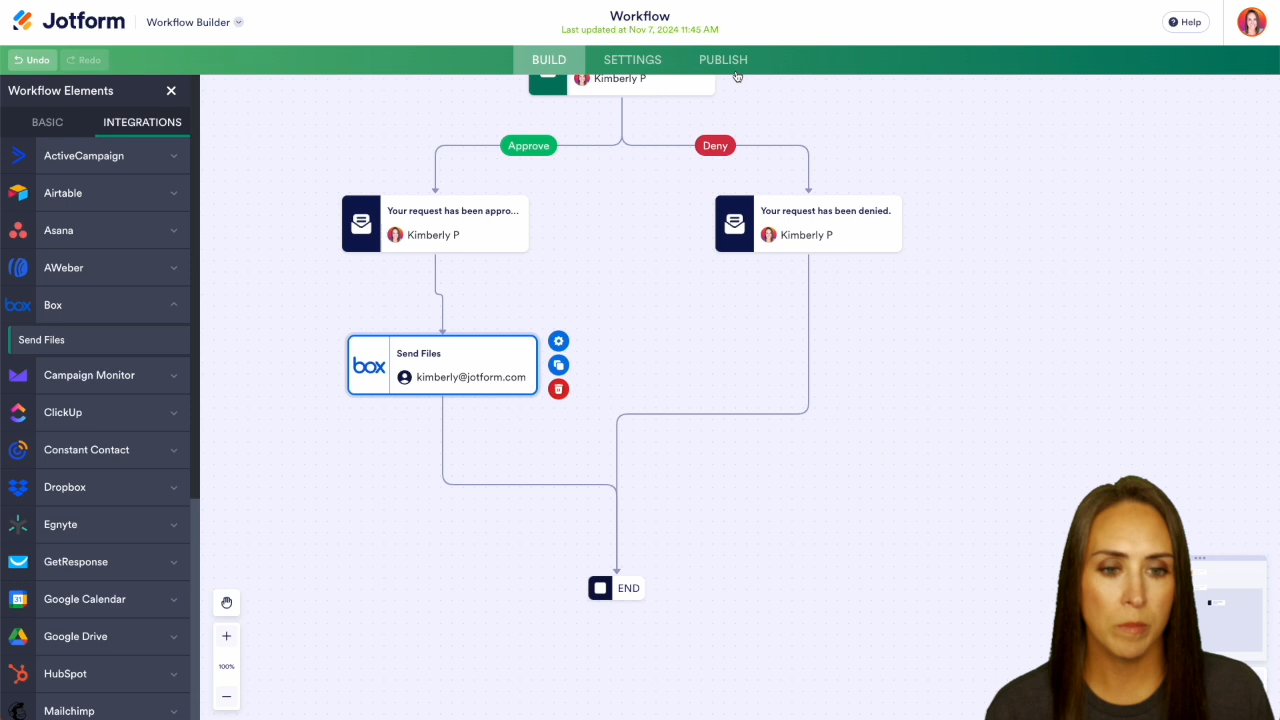 Jotform
Workflow Builder
Workflow
Last updated at Nov 7, 2024 11:45 AM
Help
Undo
Redo
BUILD
SETTINGS
PUBLISH
Workflow Elements
BASIC
INTEGRATIONS
ActiveCampaign
Airtable
Asana
AWeber
box
Box
Send Files
Campaign Monitor
ClickUp
Constant Contact
Dropbox
Egnyte
GetResponse
31
Google Calendar
Google Drive
HubSpot
Mailchimp
Kimberly P
Approve
Deny
Your request has been appro...
Kimberly P
Your request has been denied.
Kimberly P
box
Send Files
kimberly@jotform.com
END
100%